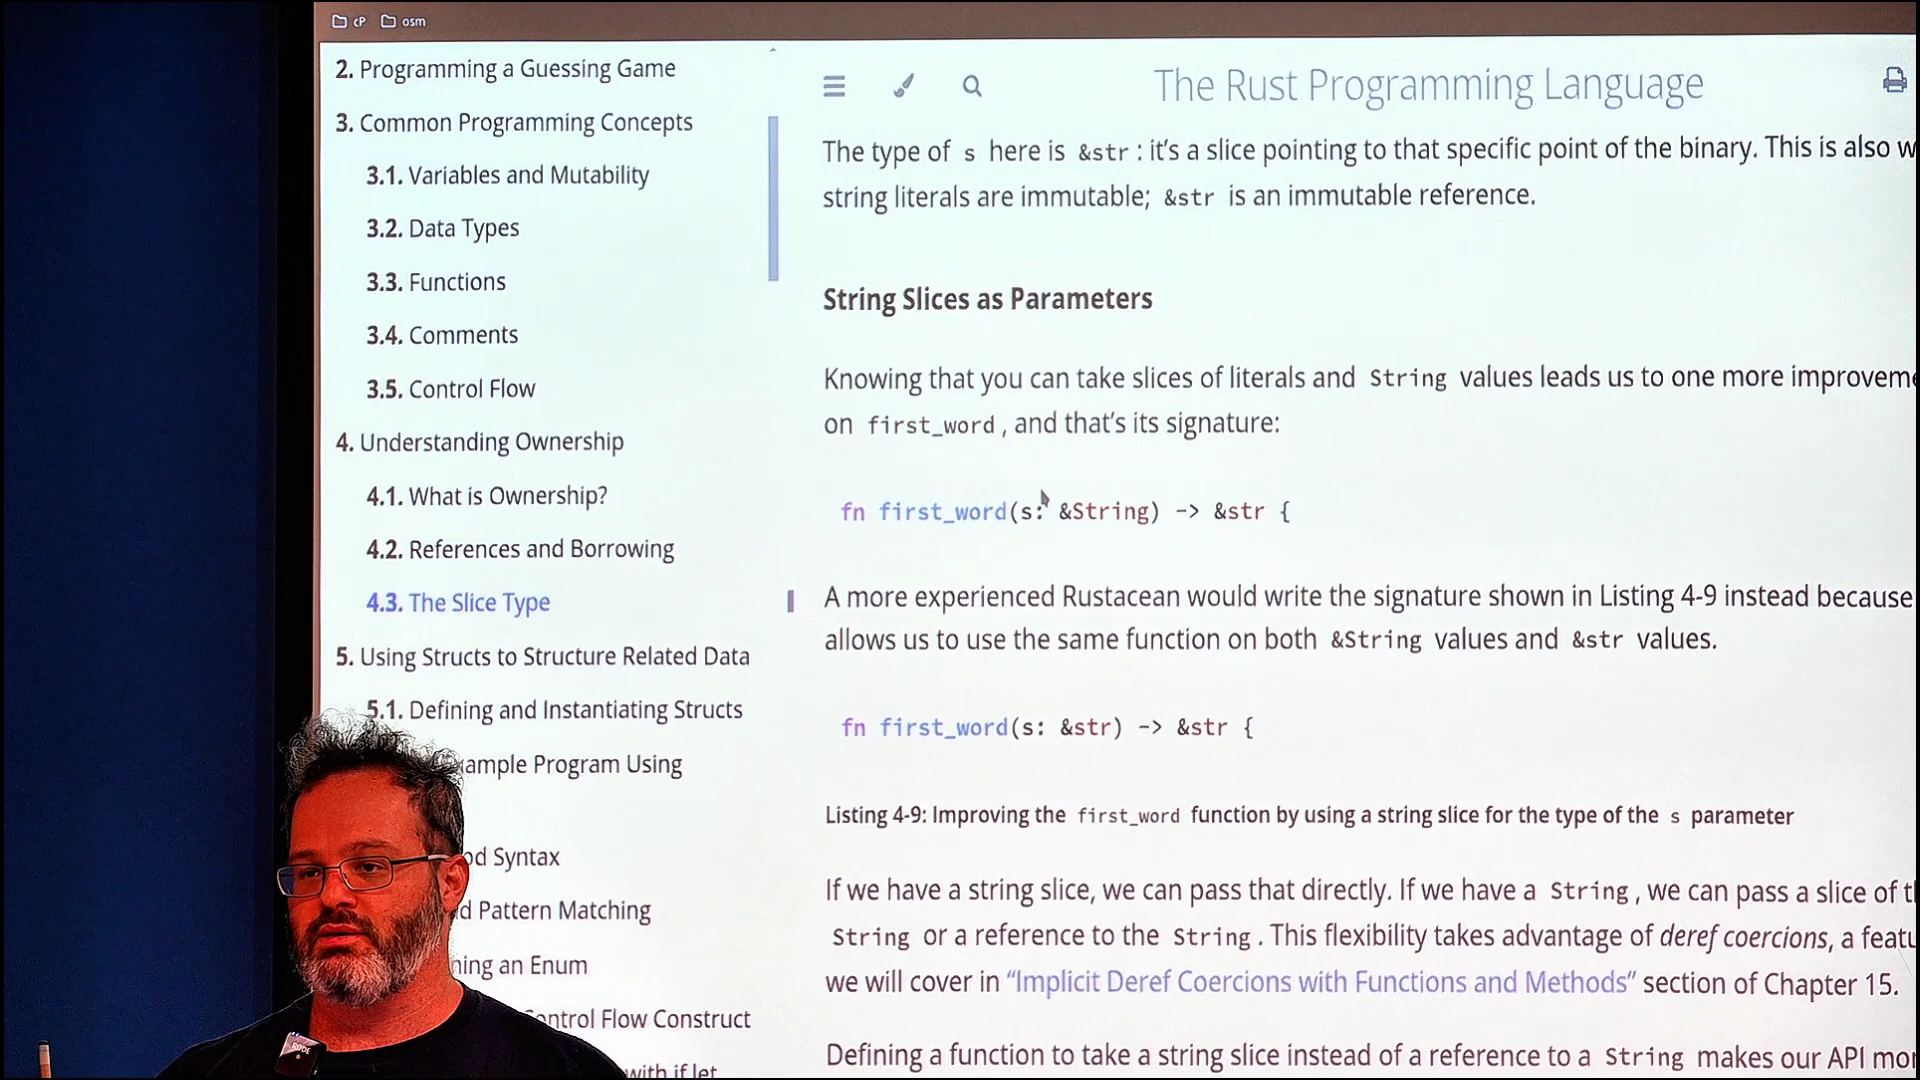 cP osm
2. Programming a Guessing Game
3. Common Programming Concepts
3.1. Variables and Mutability
3.2. Data Types
3.3. Functions
3.4. Comments
3.5. Control Flow
4. Understanding Ownership
4.1. What is Ownership?
4.2. References and Borrowing
4.3. The Slice Type
5. Using Structs to Structure Related Data
5.1. Defining and Instantiating Structs
ample Program Using
od Syntax
d Pattern Matching
ning an Enum
ontrol Flow Construct
with if let
The Rust Programming Language
The type of s here is &str: it's a slice pointing to that specific point of the binary. This is also w
string literals are immutable; &str is an immutable reference.
String Slices as Parameters
Knowing that you can take slices of literals and String values leads us to one more improveme
on first_word, and that's its signature:
fn first_word(s: &String) -> &str {
A more experienced Rustacean would write the signature shown in Listing 4-9 instead because
allows us to use the same function on both &String values and &str values.
fn first_word(s: &str) -> &str {
Listing 4-9: Improving the first_word function by using a string slice for the type of the s parameter
If we have a string slice, we can pass that directly. If we have a String, we can pass a slice of t
String or a reference to the String. This flexibility takes advantage of deref coercions, a featu
we will cover in "Implicit Deref Coercions with Functions and Methods" section of Chapter 15.
Defining a function to take a string slice instead of a reference to a String makes our API mo
RODE